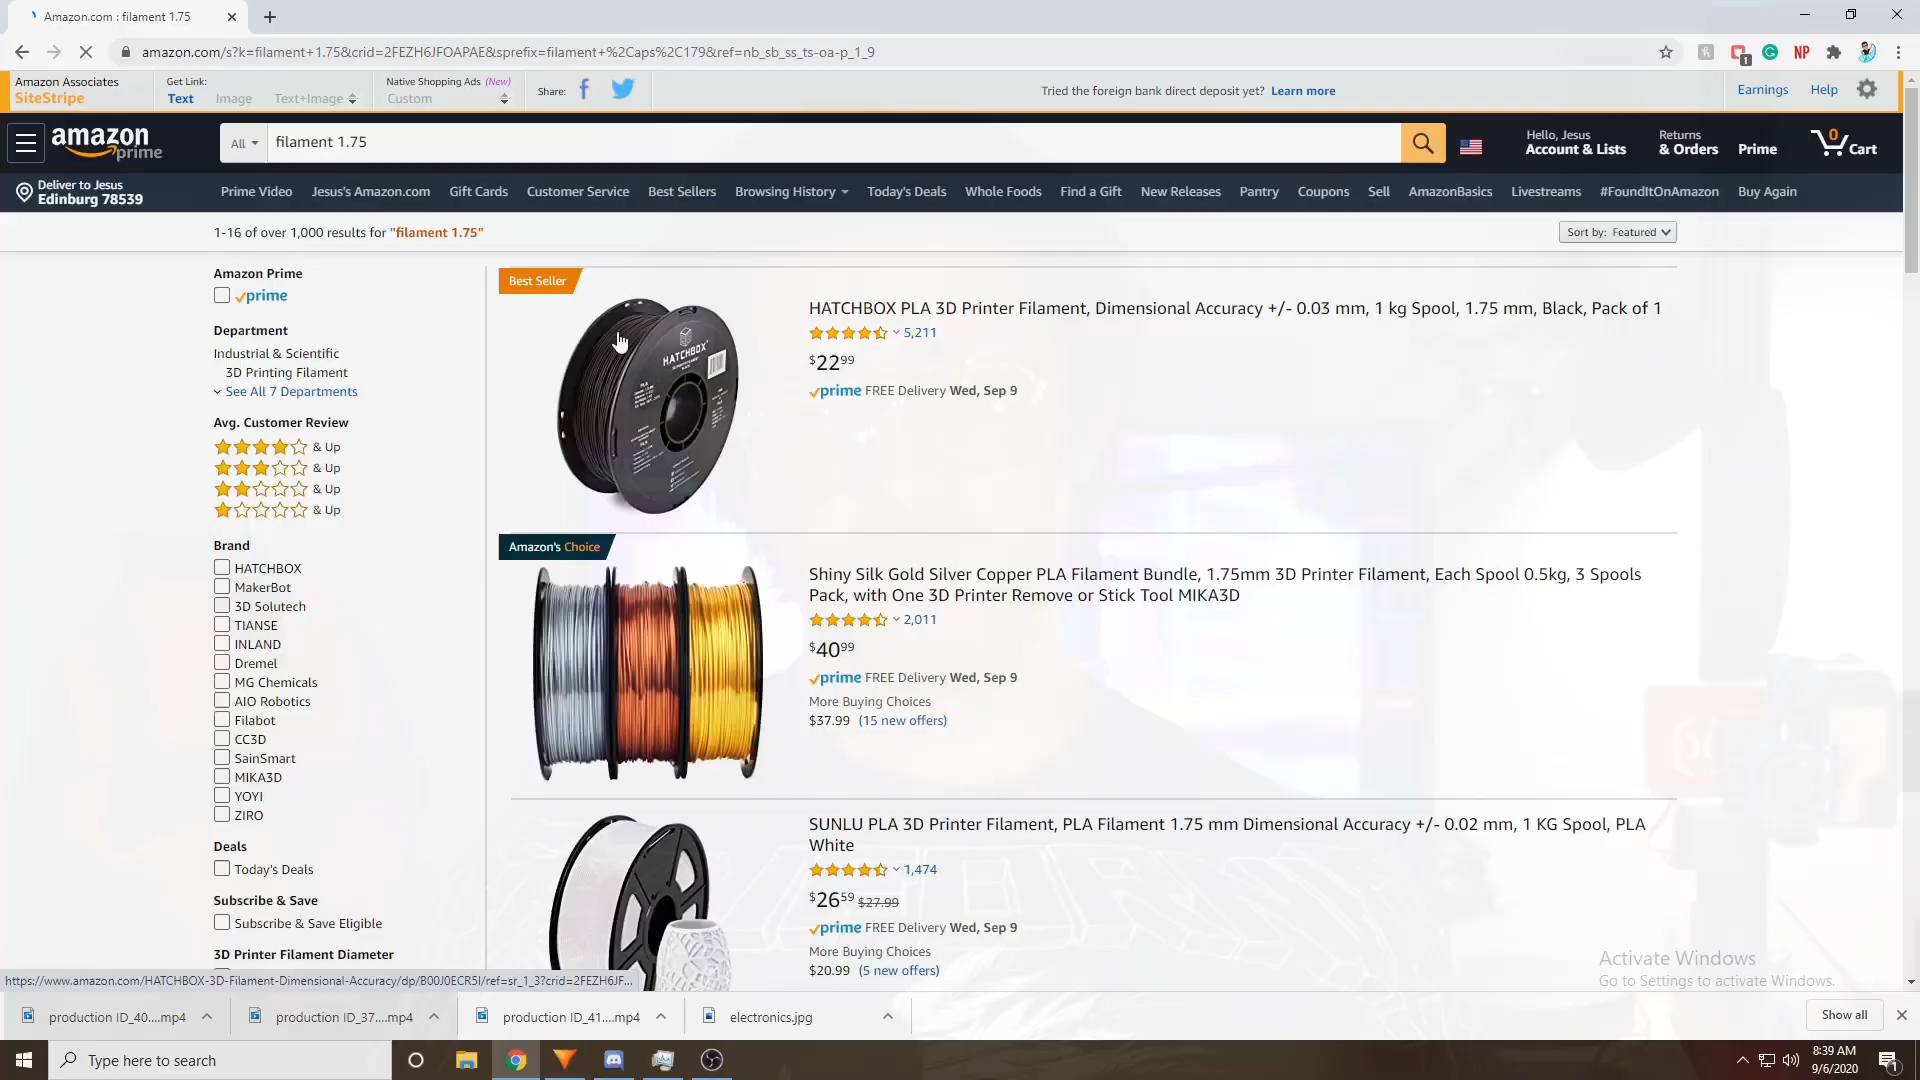 Amazon.com : filament 1.75
amazon.com/s?k=filament+1.75&crid=2FEZH6JFOAPAE&sprefix=filament+%2Caps%2C179&ref=nb_sb_ss_ts-oa-p_1_9
NP
1
Amazon Associates
SiteStripe
Get Link:
Text Image Text+Image
Native Shopping Ads (New)
Custom
Share:
Tried the foreign bank direct deposit yet? Learn more
Earnings Help
amazon prime
All
filament 1.75
Hello, Jesus
Account & Lists
Returns
& Orders
Prime
0
Cart
Deliver to Jesus
Edinburg 78539
Prime Video Jesus's Amazon.com Gift Cards Customer Service Best Sellers Browsing History Today's Deals Whole Foods Find a Gift New Releases Pantry Coupons Sell AmazonBasics Livestreams #FoundItOnAmazon Buy Again
1-16 of over 1,000 results for "filament 1.75"
Sort by: Featured
Amazon Prime
prime
Department
Industrial & Scientific
3D Printing Filament
See All 7 Departments
Avg. Customer Review
& Up
& Up
& Up
& Up
Brand
HATCHBOX
MakerBot
3D Solutech
TIANSE
INLAND
Dremel
MG Chemicals
AIO Robotics
Filabot
CC3D
SainSmart
MIKA3D
YOYI
ZIRO
Deals
Today's Deals
Subscribe & Save
Subscribe & Save Eligible
3D Printer Filament Diameter
Best Seller
HATCHBOX
PLA
HATCHBOX PLA 3D Printer Filament, Dimensional Accuracy +/- 0.03 mm, 1 kg Spool, 1.75 mm, Black, Pack of 1
5,211
$22.99
prime FREE Delivery Wed, Sep 9
Amazon's Choice
Shiny Silk Gold Silver Copper PLA Filament Bundle, 1.75mm 3D Printer Filament, Each Spool 0.5kg, 3 Spools
Pack, with One 3D Printer Remove or Stick Tool MIKA3D
2,011
$40.99
prime FREE Delivery Wed, Sep 9
More Buying Choices
$37.99 (15 new offers)
SUNLU PLA 3D Printer Filament, PLA Filament 1.75 mm Dimensional Accuracy +/- 0.02 mm, 1 KG Spool, PLA
White
1,474
$26.59 $27.99
prime FREE Delivery Wed, Sep 9
More Buying Choices
$20.99 (5 new offers)
Activate Windows
Go to Settings to activate Windows.
https://www.amazon.com/HATCHBOX-3D-Filament-Dimensional-Accuracy/dp/B00J0ECR5I/ref=sr_1_3?crid=2FEZH6JF...
production ID_40....mp4
production ID_37....mp4
production ID_41....mp4
electronics.jpg
Show all
Type here to search
8:39 AM
9/6/2020
1